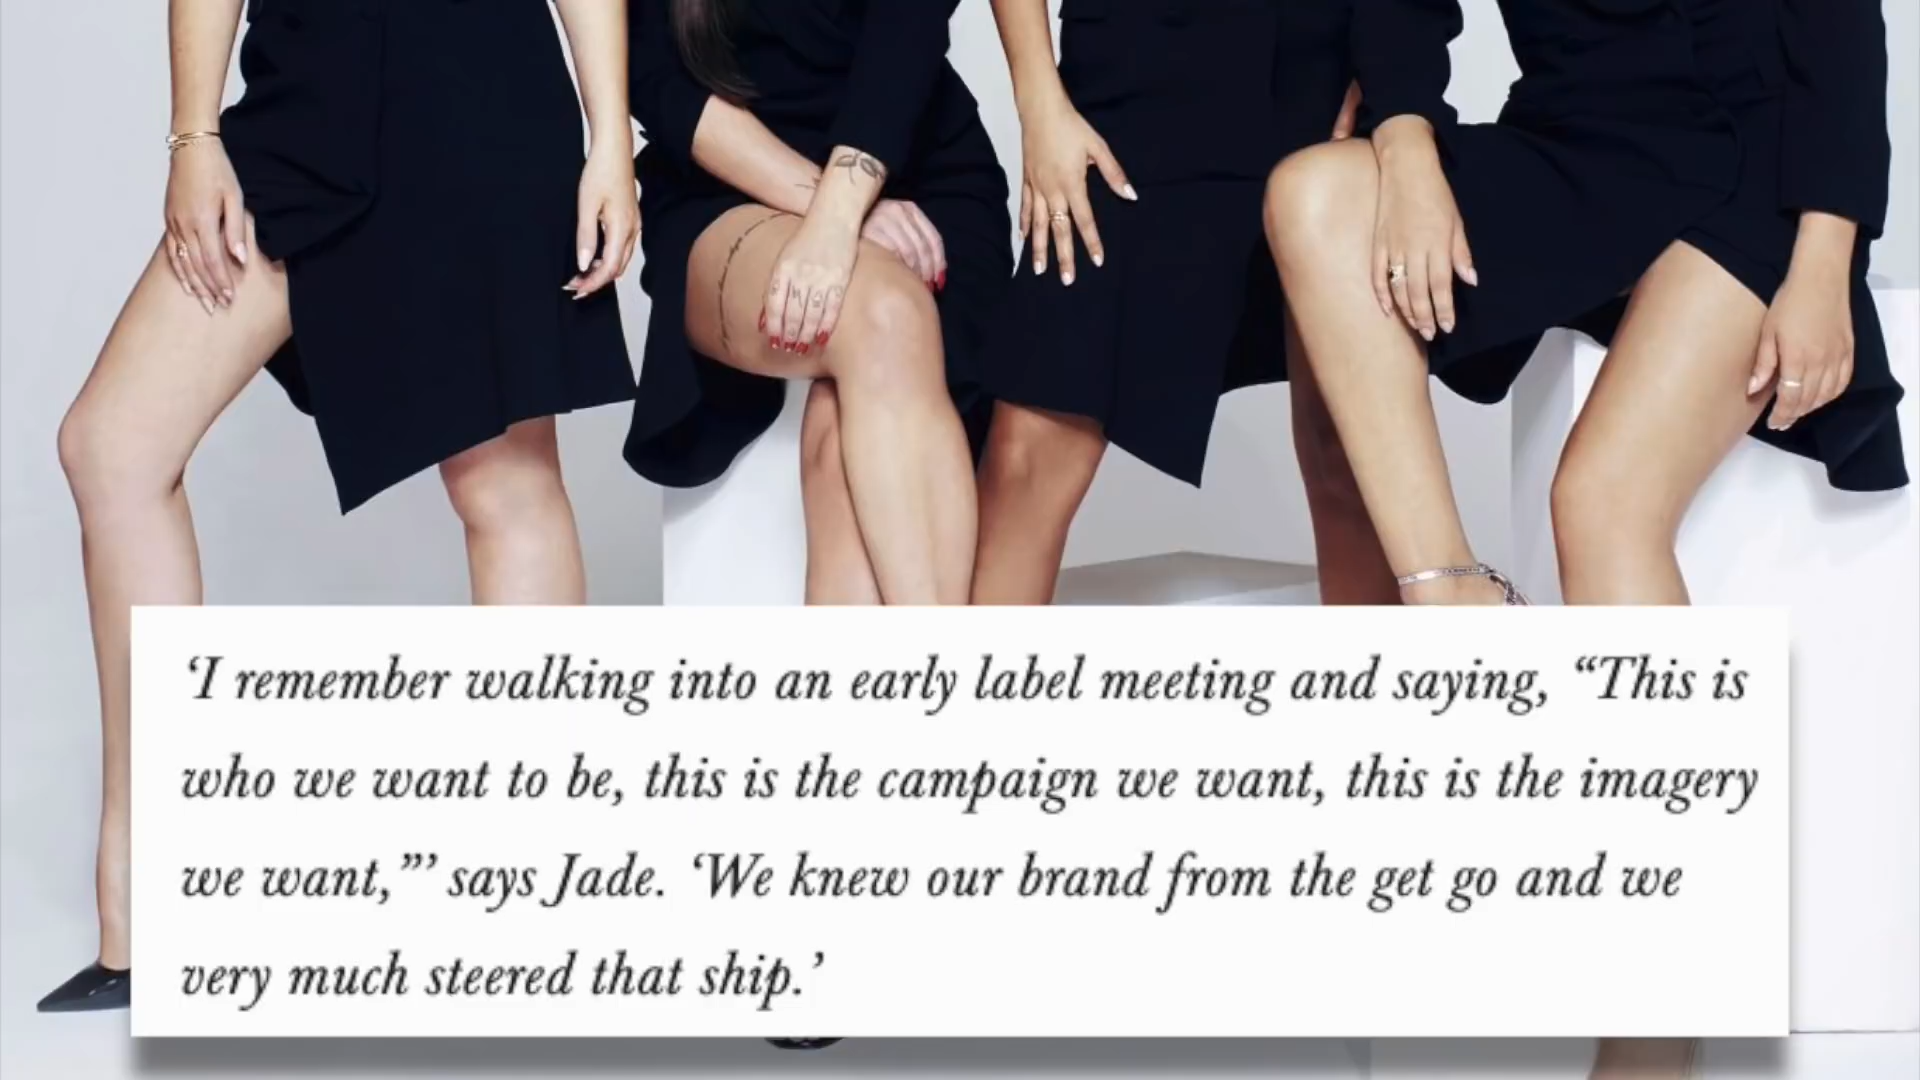 ‘I remember walking into an early label meeting and saying, “This is
who we want to be, this is the campaign we want, this is the imagery
we want,”’ says Jade. ‘We knew our brand from the get go and we
very much steered that ship.’